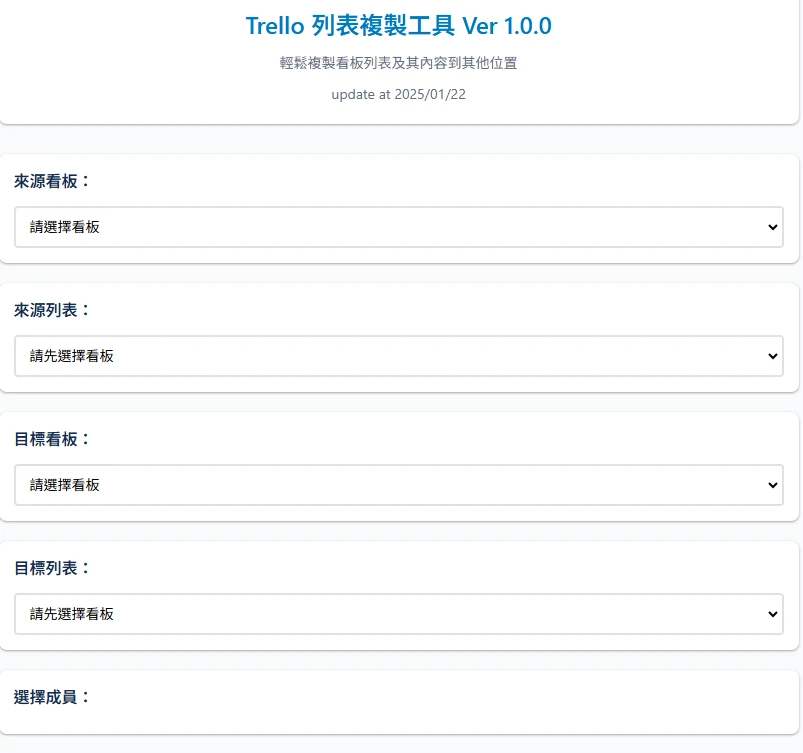 Trello 列表複製工具 Ver 1.0.0
輕鬆複製看板列表及其內容到其他位置
update at 2025/01/22
來源看板：
請選擇看板
來源列表：
請先選擇看板
目標看板：
請選擇看板
目標列表：
請先選擇看板
選擇成員：